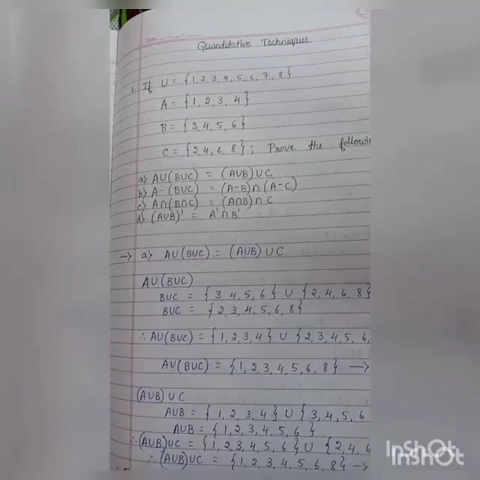 Quantitative Techniques
1. If U = {1, 2, 3, 4, 5, 6, 7, 8}
A = {1, 2, 3, 4}
B = {3, 4, 5, 6}
C = {2, 4, 6, 8} ; Prove the following
a) AU(BUC) = (AUB)UC
b) A-(BUC) = (A-B)∩(A-C)
c) A∩(B∩C) = (A∩B)∩C
d) (AUB)' = A'∩B'
→ a) AU(BUC) = (AUB)UC
AU(BUC)
BUC = {3, 4, 5, 6} U {2, 4, 6, 8}
BUC = {2, 3, 4, 5, 6, 8}
∴ AU(BUC) = {1, 2, 3, 4} U {2, 3, 4, 5, 6,
AU(BUC) = {1, 2, 3, 4, 5, 6, 8} →
(AUB)UC
AUB = {1, 2, 3, 4} U {3, 4, 5, 6
AUB = {1, 2, 3, 4, 5, 6}
∴ (AUB)UC = {1, 2, 3, 4, 5, 6} U {2, 4, 6
∴ (AUB)UC = {1, 2, 3, 4, 5, 6, 8} →
InShOt
InShOt